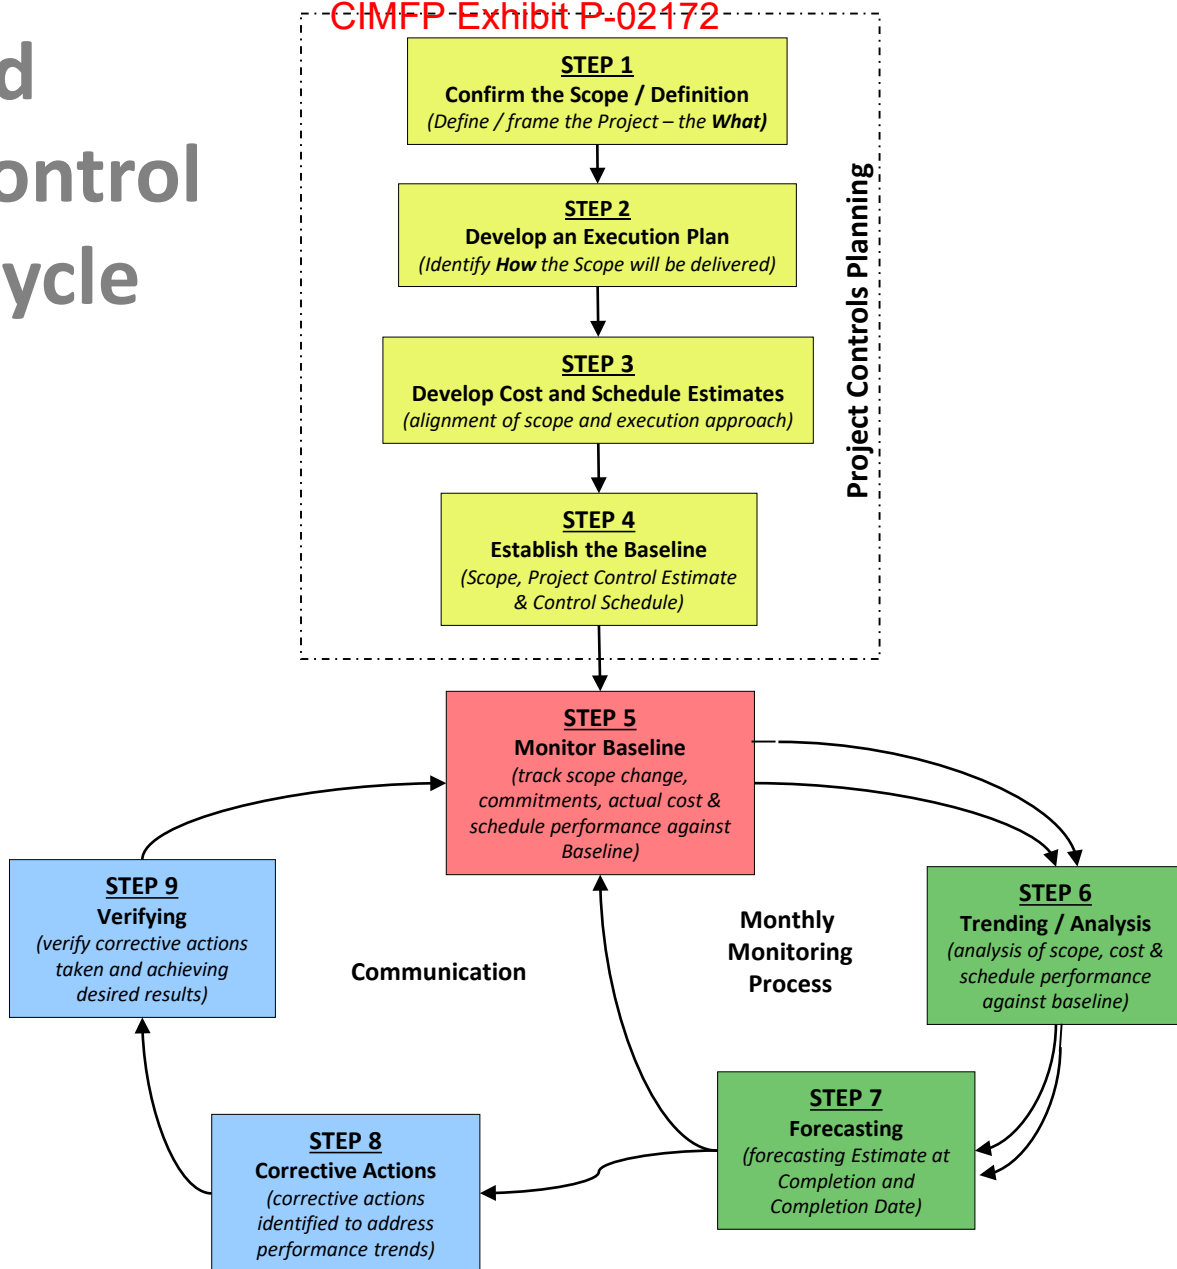 CIMFP Exhibit P-02172
d
ontrol
ycle
STEP 1
Confirm the Scope / Definition
(Define / frame the Project – the What)
STEP 2
Develop an Execution Plan
(Identify How the Scope will be delivered)
STEP 3
Develop Cost and Schedule Estimates
(alignment of scope and execution approach)
STEP 4
Establish the Baseline
(Scope, Project Control Estimate
& Control Schedule)
Project Controls Planning
STEP 5
Monitor Baseline
(track scope change,
commitments, actual cost &
schedule performance against
Baseline)
STEP 6
Trending / Analysis
(analysis of scope, cost &
schedule performance
against baseline)
STEP 7
Forecasting
(forecasting Estimate at
Completion and
Completion Date)
STEP 8
Corrective Actions
(corrective actions
identified to address
performance trends)
STEP 9
Verifying
(verify corrective actions
taken and achieving
desired results)
Communication
Monthly
Monitoring
Process